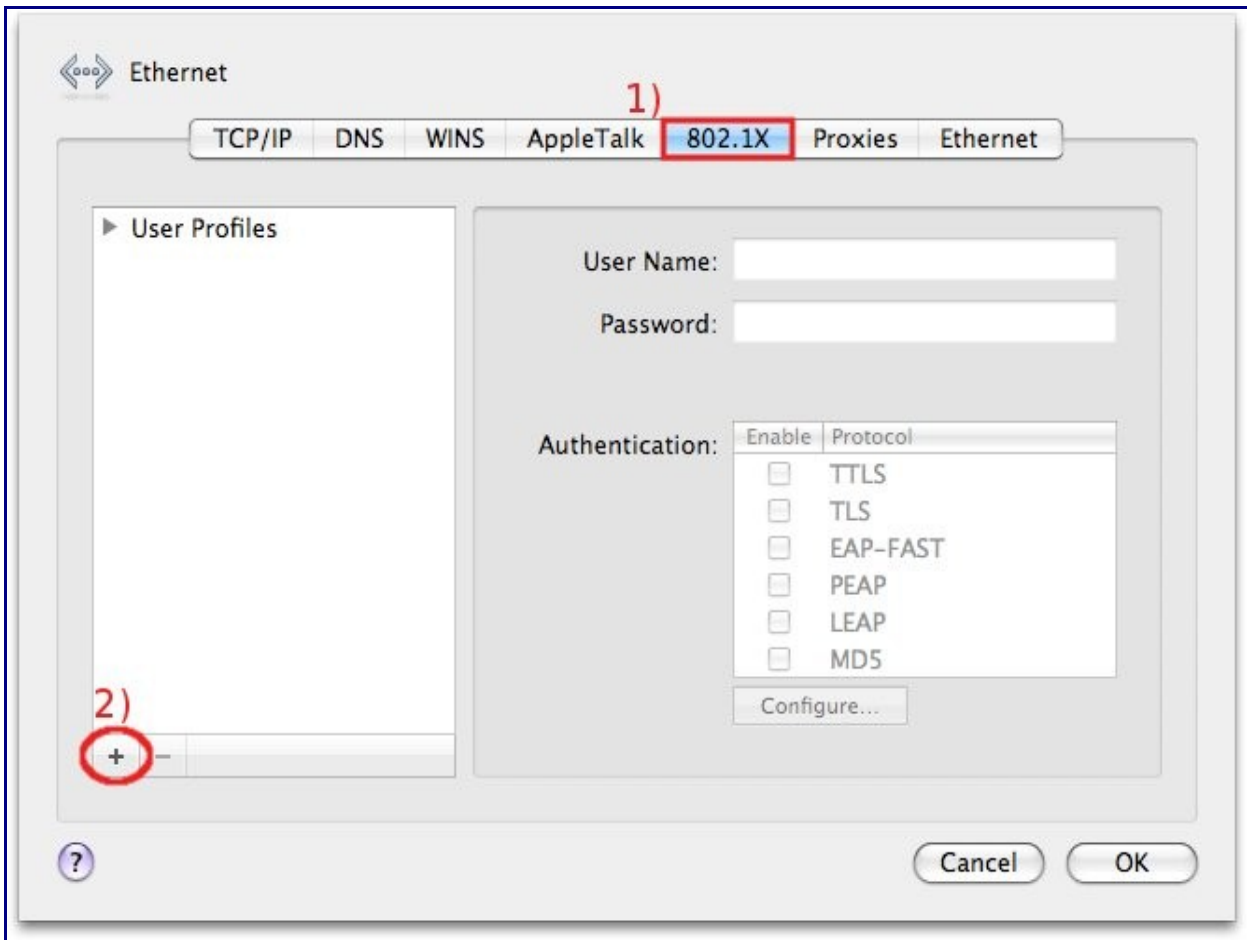 Ethernet
1)
TCP/IP DNS WINS AppleTalk 802.1X Proxies Ethernet
User Profiles
User Name:
Password:
Authentication:
Enable Protocol
TTLS
TLS
EAP-FAST
PEAP
LEAP
MD5
Configure...
2)
+ −
? Cancel OK